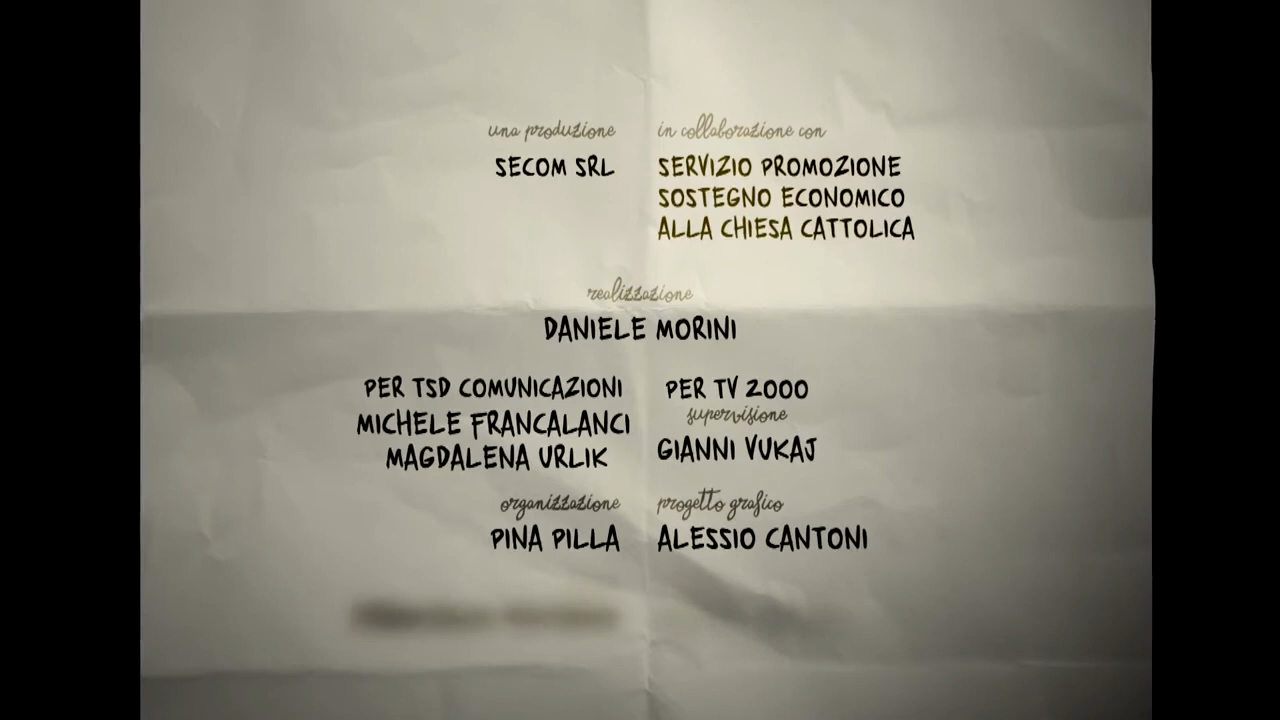 una produzione
SECOM SRL
in collaborazione con
SERVIZIO PROMOZIONE
SOSTEGNO ECONOMICO
ALLA CHIESA CATTOLICA
realizzazione
DANIELE MORINI
PER TSD COMUNICAZIONI
MICHELE FRANCALANCI
MAGDALENA URLIK
PER TV 2000
supervisione
GIANNI VUKAJ
organizzazione
PINA PILLA
progetto grafico
ALESSIO CANTONI